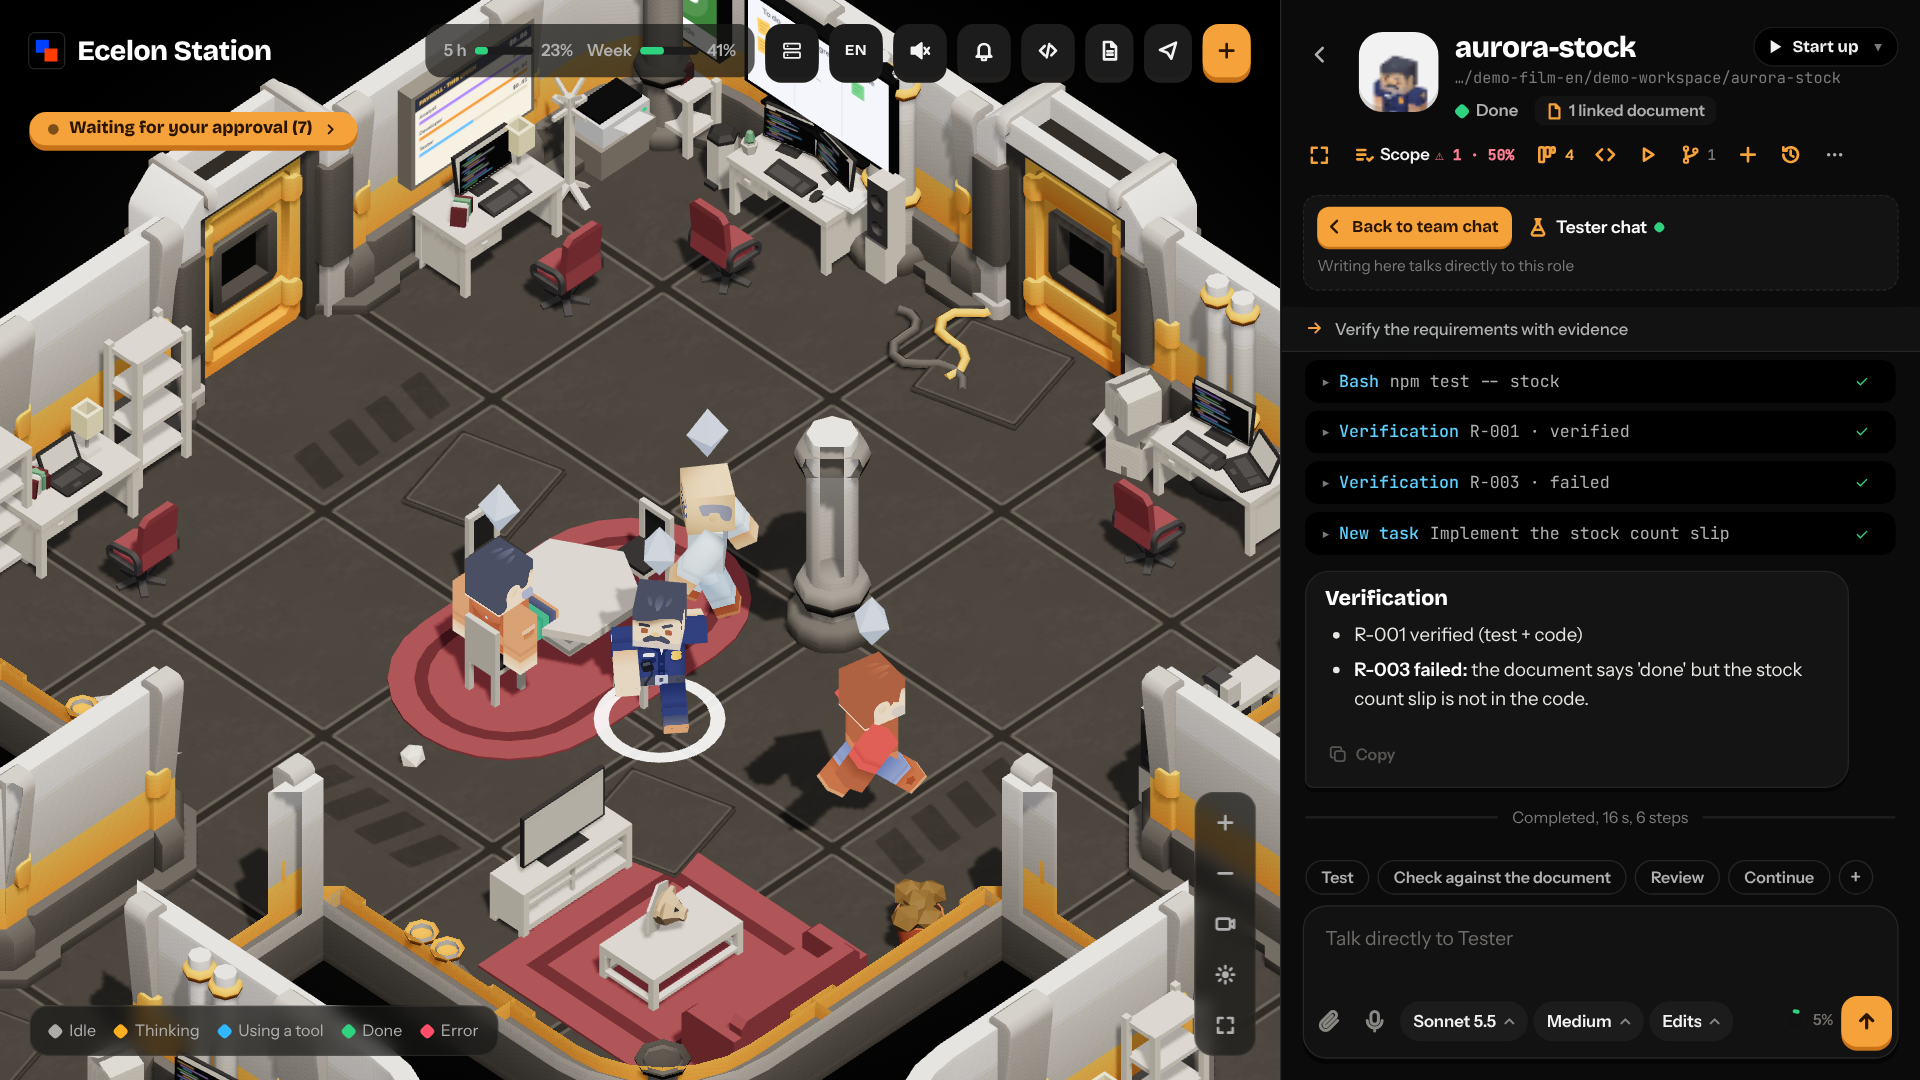 Ecelon Station
5 h 23% Week 41%
EN
Waiting for your approval (7)
aurora-stock
Start up
…/demo-film-en/demo-workspace/aurora-stock
Done
1 linked document
Scope 1 · 50%
4
1
Back to team chat
Tester chat
Writing here talks directly to this role
Verify the requirements with evidence
Bash npm test -- stock
Verification R-001 · verified
Verification R-003 · failed
New task Implement the stock count slip
Verification
R-001 verified (test + code)
R-003 failed: the document says 'done' but the stock
count slip is not in the code.
Copy
Completed, 16 s, 6 steps
Test
Check against the document
Review
Continue
+
Talk directly to Tester
Sonnet 5.5
Medium
Edits
5%
Idle
Thinking
Using a tool
Done
Error